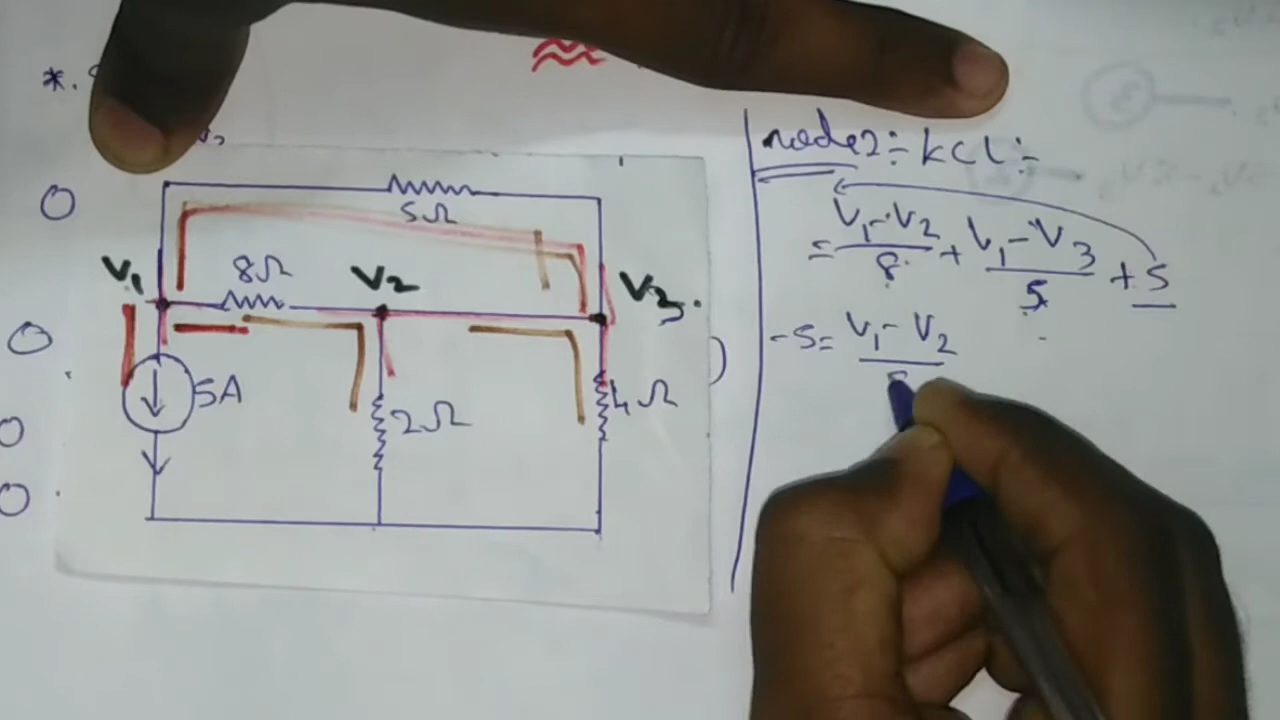 *.
5Ω
V₁
8Ω
V₂
V₃.
5A
2Ω
4Ω
node2:- kCl:-
= V₁-V₂/8 + V₁-V₃/5 + 5
-5= V₁-V₂